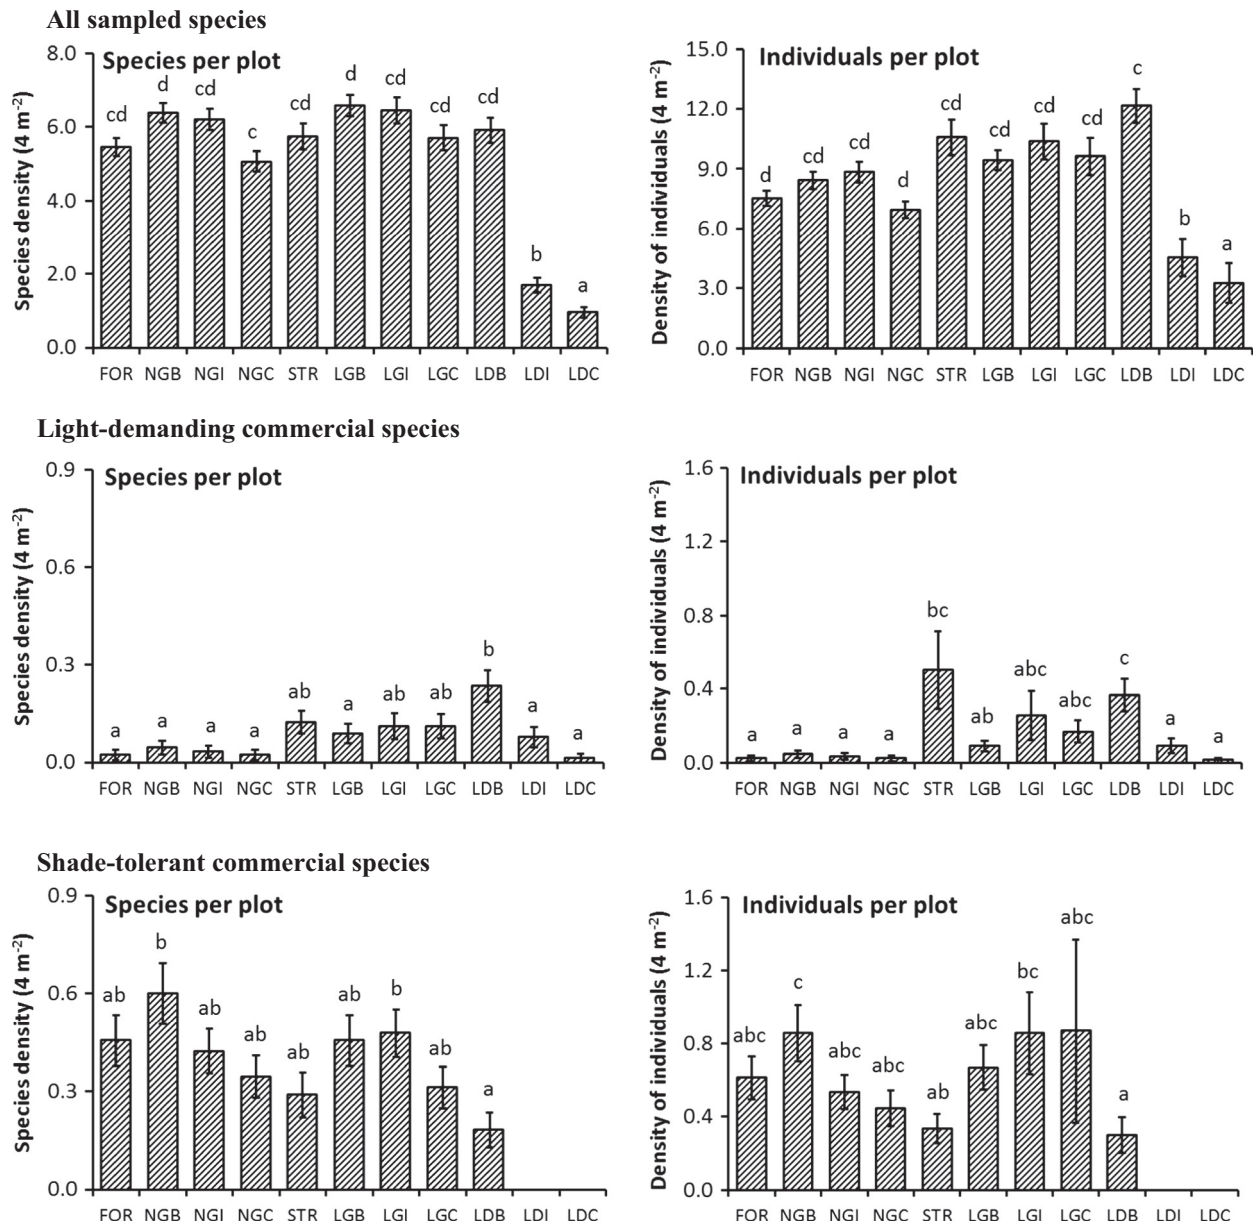 All sampled species
Species per plot
Species density (4 m⁻²)
8.0
6.0
4.0
2.0
0.0
cd d cd c cd d cd cd cd b a
FOR NGB NGI NGC STR LGB LGI LGC LDB LDI LDC
Individuals per plot
Density of individuals (4 m⁻²)
15.0
12.0
9.0
6.0
3.0
0.0
d cd cd d cd cd cd cd c b a
FOR NGB NGI NGC STR LGB LGI LGC LDB LDI LDC
Light-demanding commercial species
Species per plot
Species density (4 m⁻²)
0.9
0.6
0.3
0.0
a a a a ab a ab ab b a a
FOR NGB NGI NGC STR LGB LGI LGC LDB LDI LDC
Individuals per plot
Density of individuals (4 m⁻²)
1.6
1.2
0.8
0.4
0.0
a a a a bc ab abc abc c a a
FOR NGB NGI NGC STR LGB LGI LGC LDB LDI LDC
Shade-tolerant commercial species
Species per plot
Species density (4 m⁻²)
0.9
0.6
0.3
0.0
ab b ab ab ab ab b ab a
FOR NGB NGI NGC STR LGB LGI LGC LDB LDI LDC
Individuals per plot
Density of individuals (4 m⁻²)
1.6
1.2
0.8
0.4
0.0
abc c abc abc ab abc bc abc a
FOR NGB NGI NGC STR LGB LGI LGC LDB LDI LDC